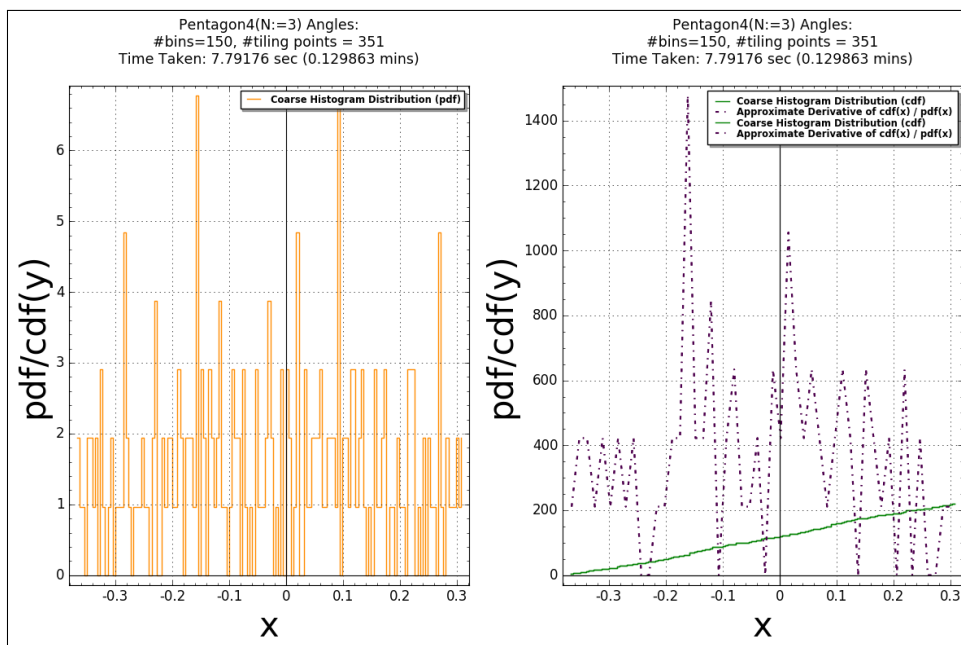 Pentagon4(N:=3) Angles:
#bins=150, #tiling points = 351
Time Taken: 7.79176 sec (0.129863 mins)
Coarse Histogram Distribution (pdf)
6
5
4
3
2
1
0
-0.3
-0.2
-0.1
0
0.1
0.2
0.3
pdf/cdf(y)
x
Pentagon4(N:=3) Angles:
#bins=150, #tiling points = 351
Time Taken: 7.79176 sec (0.129863 mins)
Coarse Histogram Distribution (cdf)
Approximate Derivative of cdf(x) / pdf(x)
Coarse Histogram Distribution (cdf)
Approximate Derivative of cdf(x) / pdf(x)
1400
1200
1000
800
600
400
200
0
-0.3
-0.2
-0.1
0
0.1
0.2
0.3
pdf/cdf(y)
x